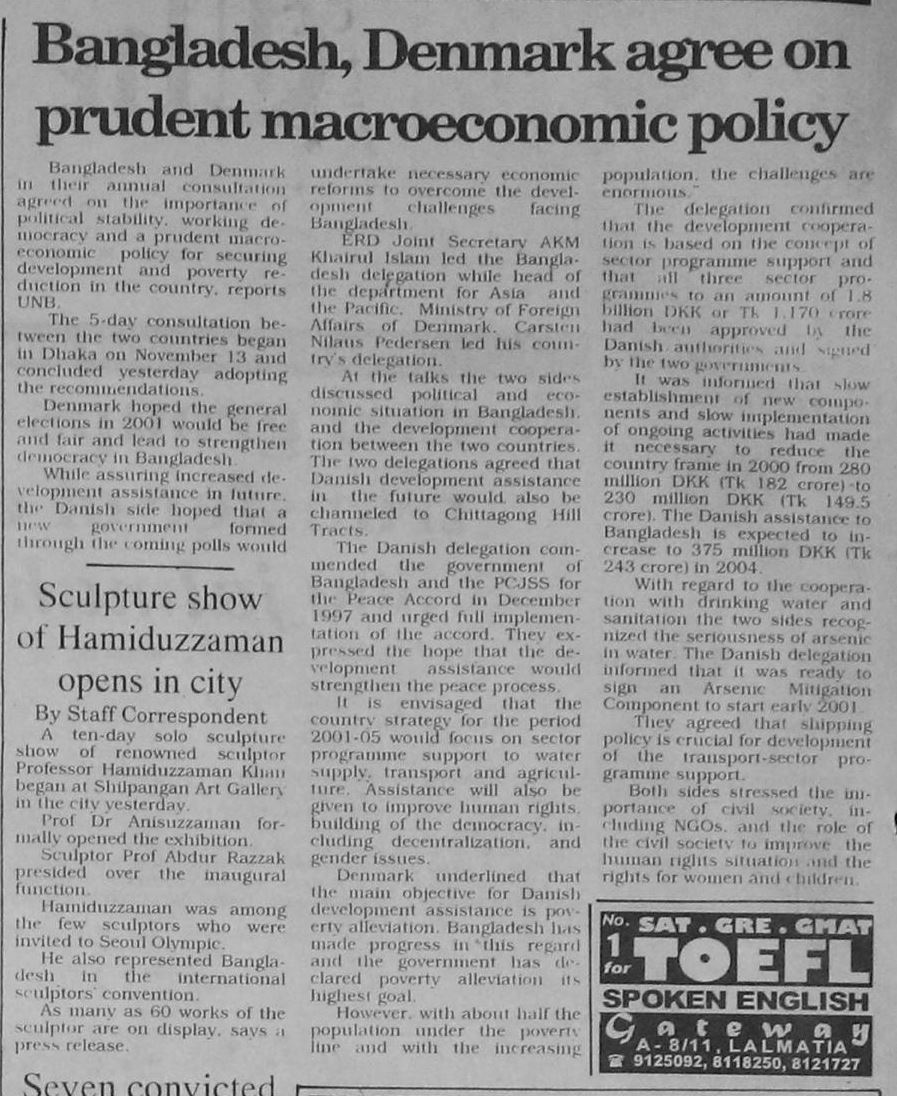 Bangladesh, Denmark agree on
prudent macroeconomic policy
Bangladesh and Denmark
in their annual consultation
agreed on the importance of
political stability, working de-
mocracy and a prudent macro-
economic policy for securing
development and poverty re-
duction in the country, reports
UNB.
The 5-day consultation be-
tween the two countries began
in Dhaka on November 13 and
concluded yesterday adopting
the recommendations.
Denmark hoped the general
elections in 2001 would be free
and fair and lead to strengthen
democracy in Bangladesh.
While assuring increased de-
velopment assistance in future,
the Danish side hoped that a
new government formed
through the coming polls would
undertake necessary economic
reforms to overcome the devel-
opment challenges facing
Bangladesh.
ERD Joint Secretary AKM
Khairul Islam led the Bangla-
desh delegation while head of
the department for Asia and
the Pacific, Ministry of Foreign
Affairs of Denmark, Carsten
Nilaus Pedersen led his coun-
try's delegation.
At the talks the two sides
discussed political and eco-
nomic situation in Bangladesh,
and the development coopera-
tion between the two countries.
The two delegations agreed that
Danish development assistance
in the future would also be
channeled to Chittagong Hill
Tracts.
The Danish delegation com-
mended the government of
Bangladesh and the PCJSS for
the Peace Accord in December
1997 and urged full implemen-
tation of the accord. They ex-
pressed the hope that the de-
velopment assistance would
strengthen the peace process.
It is envisaged that the
country strategy for the period
2001-05 would focus on sector
programme support to water
supply, transport and agricul-
ture. Assistance will also be
given to improve human rights,
building of the democracy, in-
cluding decentralization, and
gender issues.
Denmark underlined that
the main objective for Danish
development assistance is pov-
erty alleviation. Bangladesh has
made progress in "this regard
and the government has de-
clared poverty alleviation its
highest goal.
However, with about half the
population under the poverty
line and with the increasing
population, the challenges are
enormous."
The delegation confirmed
that the development coopera-
tion is based on the concept of
sector programme support and
that all three sector pro-
grammes to an amount of 1.8
billion DKK or Tk 1,170 crore
had been approved by the
Danish authorities and signed
by the two governments.
It was informed that slow
establishment of new compo-
nents and slow implementation
of ongoing activities had made
it necessary to reduce the
country frame in 2000 from 280
million DKK (Tk 182 crore) to
230 million DKK (Tk 149.5
crore). The Danish assistance to
Bangladesh is expected to in-
crease to 375 million DKK (Tk
243 crore) in 2004.
With regard to the coopera-
tion with drinking water and
sanitation the two sides recog-
nized the seriousness of arsenic
in water. The Danish delegation
informed that it was ready to
sign an Arsenic Mitigation
Component to start early 2001.
They agreed that shipping
policy is crucial for development
of the transport-sector pro-
gramme support.
Both sides stressed the im-
portance of civil society, in-
cluding NGOs, and the role of
the civil society to improve the
human rights situation and the
rights for women and children.
Sculpture show
of Hamiduzzaman
opens in city
By Staff Correspondent
A ten-day solo sculpture
show of renowned sculptor
Professor Hamiduzzaman Khan
began at Shilpangan Art Gallery
in the city yesterday.
Prof Dr Anisuzzaman for-
mally opened the exhibition.
Sculptor Prof Abdur Razzak
presided over the inaugural
function.
Hamiduzzaman was among
the few sculptors who were
invited to Seoul Olympic.
He also represented Bangla-
desh in the international
sculptors' convention.
As many as 60 works of the
sculptor are on display, says a
press release.
Seven convicted
No. 1 for
SAT . GRE . GMAT
TOEFL
SPOKEN ENGLISH
Gateway
A - 8/11, LALMATIA
☎ 9125092, 8118250, 8121727